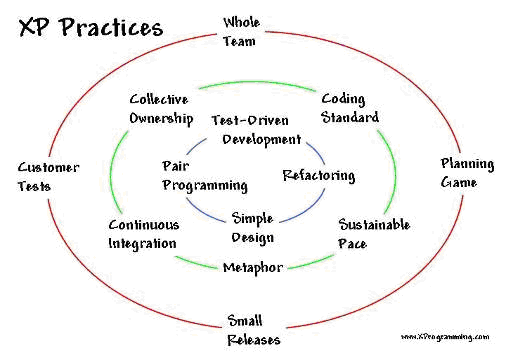 XP Practices
Whole
Team
Collective
Ownership
Coding
Standard
Test-Driven
Development
Customer
Tests
Pair
Programming
Refactoring
Planning
Game
Continuous
Integration
Simple
Design
Sustainable
Pace
Metaphor
Small
Releases
www.XProgramming.com